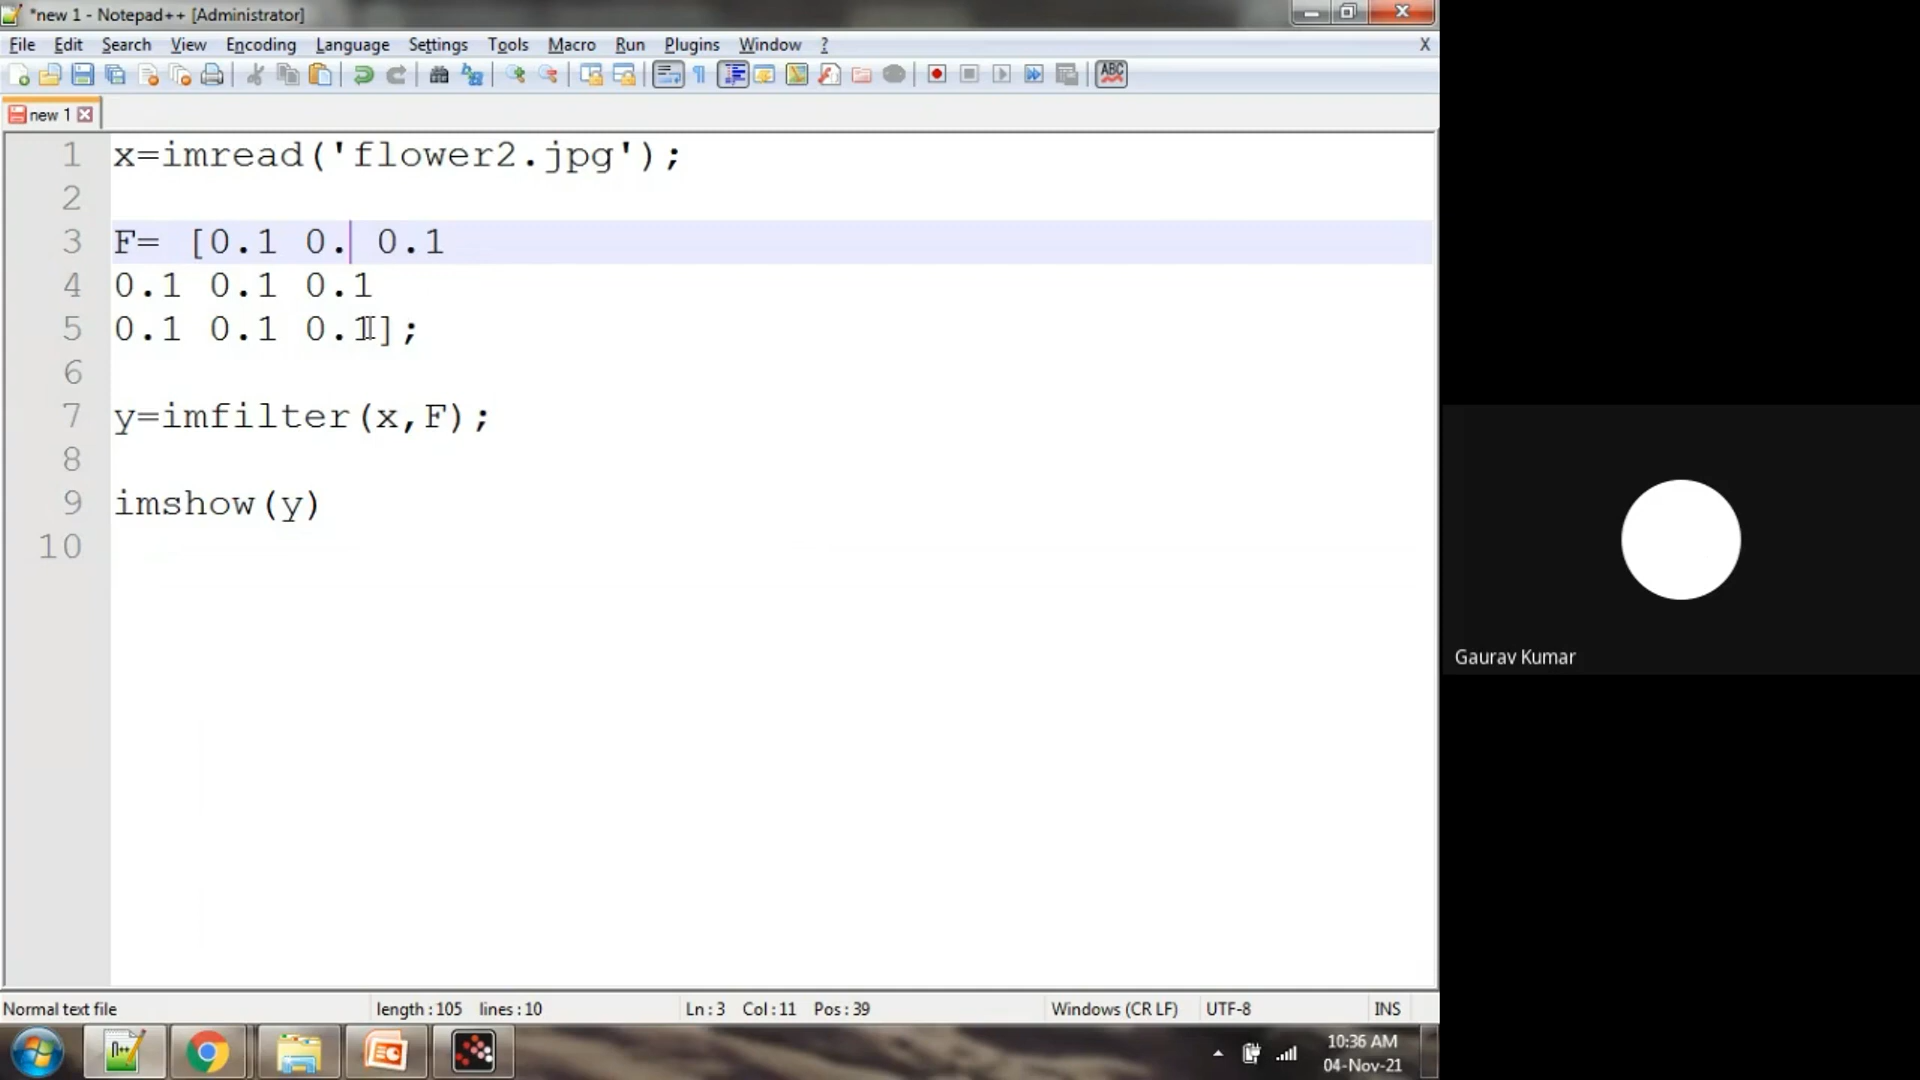 *new 1 - Notepad++ [Administrator]
File Edit Search View Encoding Language Settings Tools Macro Run Plugins Window ? X
ABC
new 1
1 x=imread('flower2.jpg');
2
3 F= [0.1 0. 0.1
4 0.1 0.1 0.1
5 0.1 0.1 0.1];
6
7 y=imfilter(x,F);
8
9 imshow(y)
10
Gaurav Kumar
Normal text file length : 105 lines : 10 Ln : 3 Col : 11 Pos : 39 Windows (CR LF) UTF-8 INS
10:36 AM
04-Nov-21